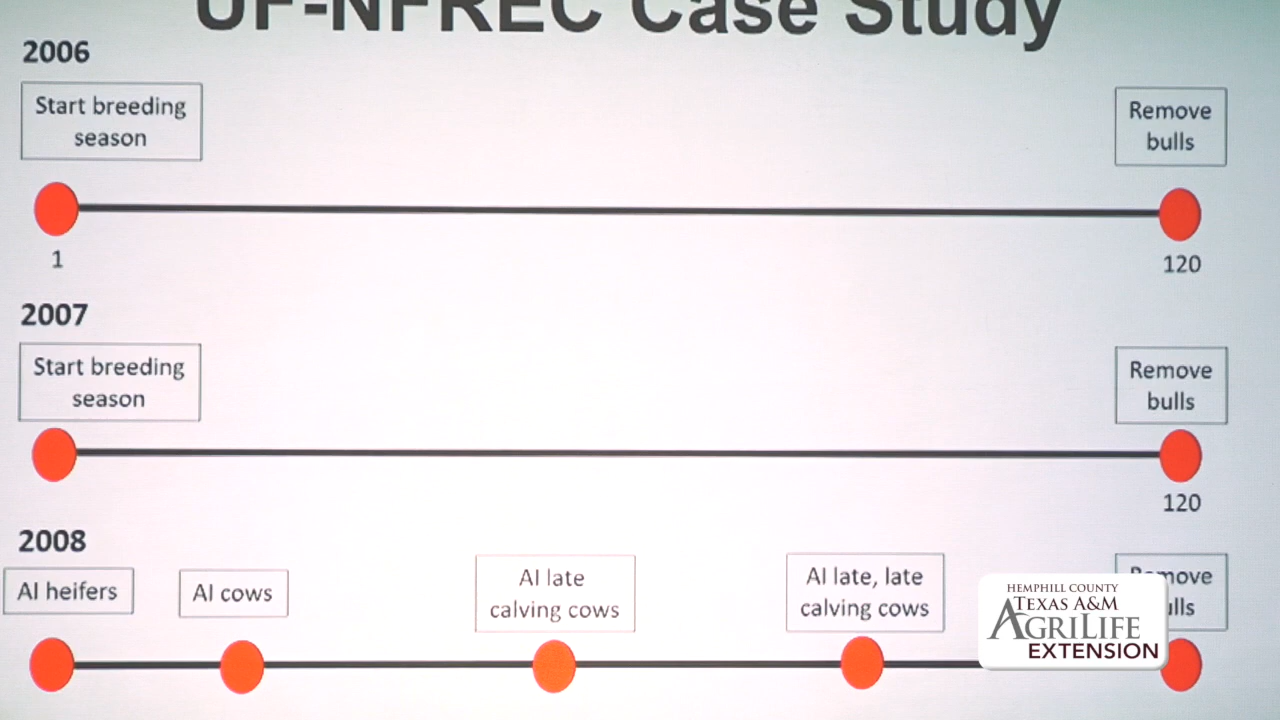 UF-NFREC Case Study
2006
Start breeding
season
Remove
bulls
1
120
2007
Start breeding
season
Remove
bulls
120
2008
AI heifers
AI cows
AI late
calving cows
AI late, late
calving cows
HEMPHILL COUNTY
TEXAS A&M
AGRILIFE
EXTENSION